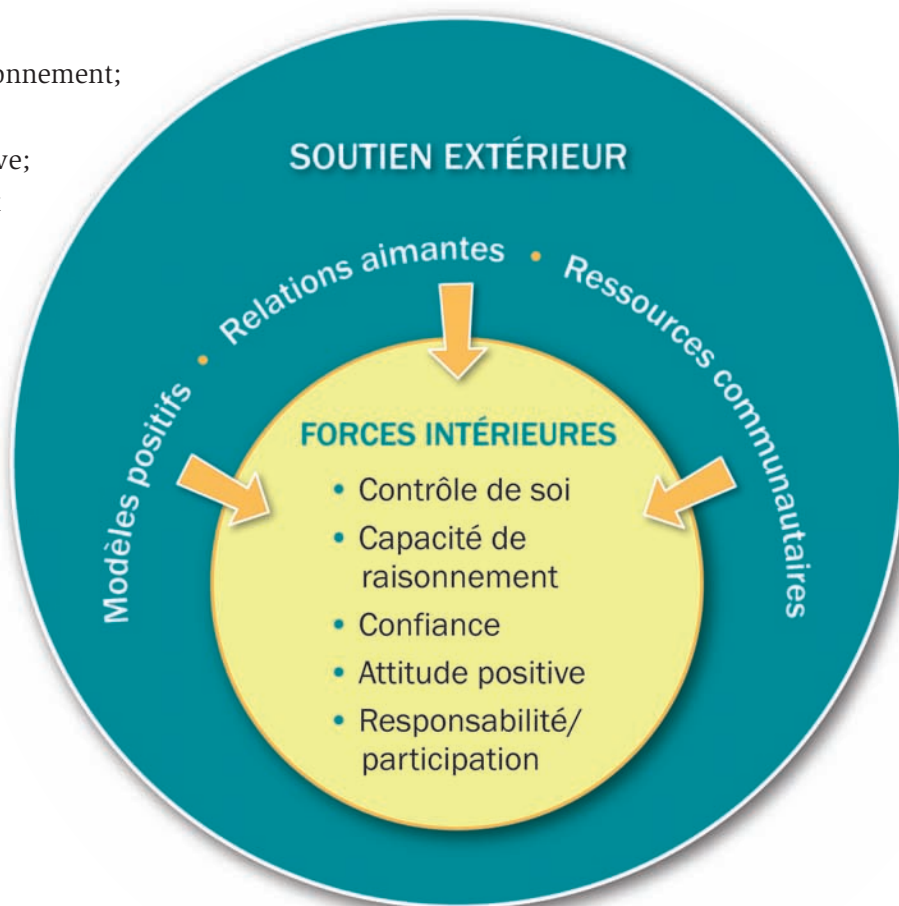 onnement;
ve;
SOUTIEN EXTÉRIEUR
Modèles positifs • Relations aimantes • Ressources communautaires
FORCES INTÉRIEURES
• Contrôle de soi
• Capacité de
raisonnement
• Confiance
• Attitude positive
• Responsabilité/
participation